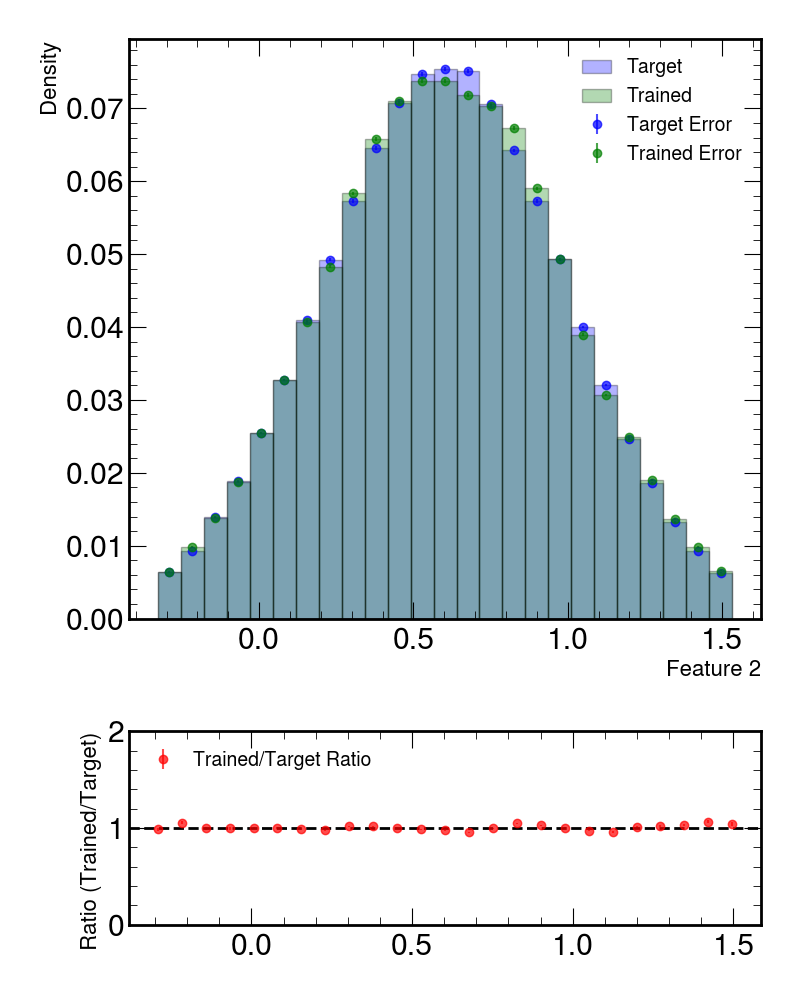 Density
Target
Trained
Target Error
Trained Error
0.07
0.06
0.05
0.04
0.03
0.02
0.01
0.00
0.0 0.5 1.0 1.5
Feature 2
Ratio (Trained/Target)
Trained/Target Ratio
2
1
0
0.0 0.5 1.0 1.5